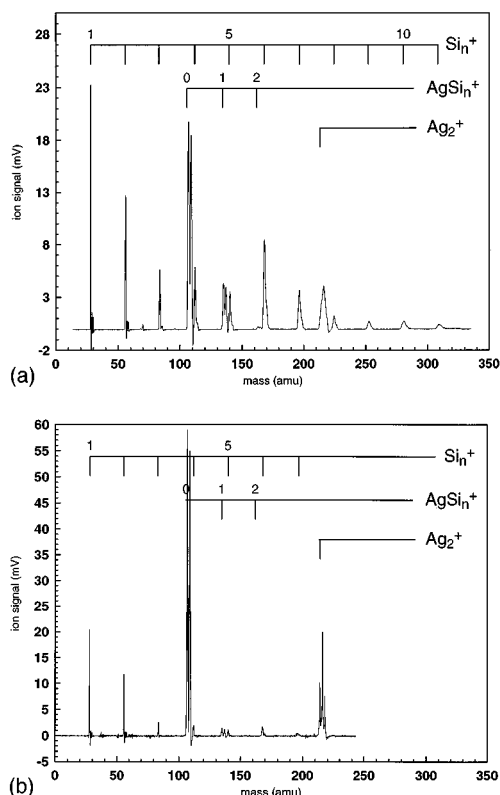 28
23
18
13
8
3
-2
ion signal (mV)
1 5 10
Siₙ⁺
0 1 2
AgSiₙ⁺
Ag₂⁺
0 50 100 150 200 250 300 350
mass (amu)
(a)
60
55
50
45
40
35
30
25
20
15
10
5
0
-5
ion signal (mV)
1 5
Siₙ⁺
0 1 2
AgSiₙ⁺
Ag₂⁺
0 50 100 150 200 250 300 350
mass (amu)
(b)